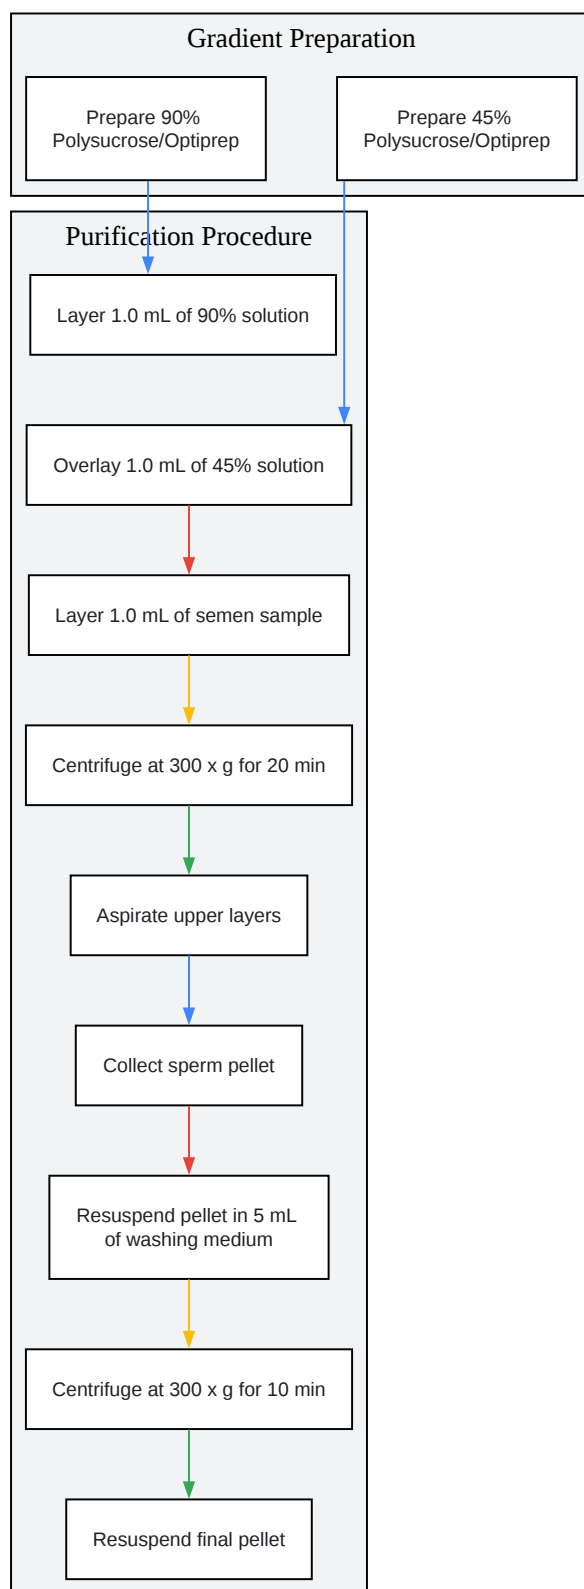 Gradient Preparation
Prepare 90%
Polysucrose/Optiprep
Prepare 45%
Polysucrose/Optiprep
Purification Procedure
Layer 1.0 mL of 90% solution
Overlay 1.0 mL of 45% solution
Layer 1.0 mL of semen sample
Centrifuge at 300 x g for 20 min
Aspirate upper layers
Collect sperm pellet
Resuspend pellet in 5 mL
of washing medium
Centrifuge at 300 x g for 10 min
Resuspend final pellet